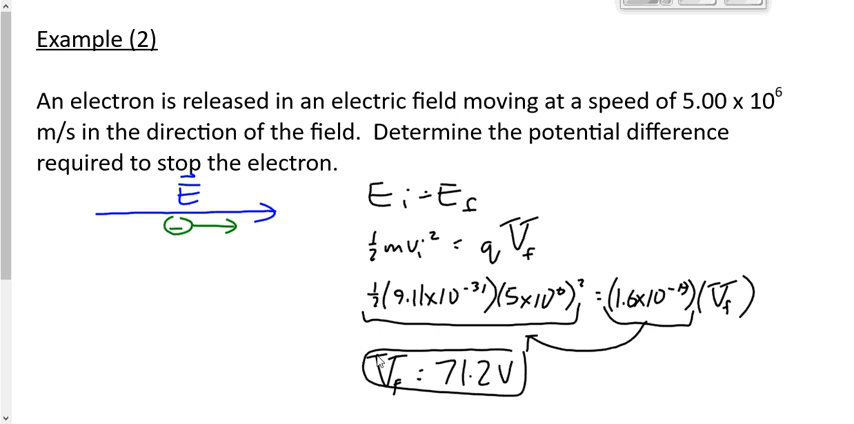 Example (2)
An electron is released in an electric field moving at a speed of 5.00 x 10⁶
m/s in the direction of the field.  Determine the potential difference
required to stop the electron.
E⃗
−
Eᵢ = E_f
½mvᵢ² = qV_f
½(9.11x10⁻³¹)(5x10⁶)² = (1.6x10⁻¹⁹)(V_f)
V_f = 71.2V